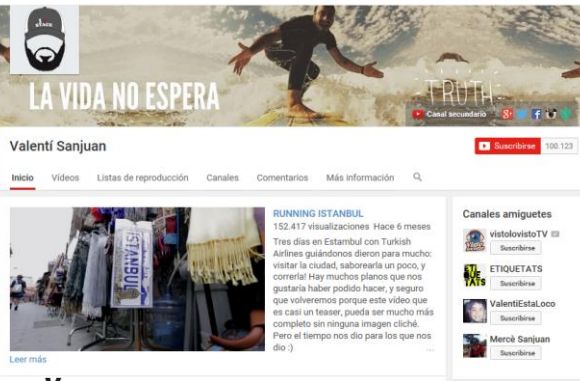 STACK
LA VIDA NO ESPERA
TRUTH
Canal secundario
Valentí Sanjuan
Suscribirse 100.123
Inicio Vídeos Listas de reproducción Canales Comentarios Más información
RUNNING ISTANBUL
152.417 visualizaciones Hace 6 meses
Tres días en Estambul con Turkish
Airlines guiándonos dieron para mucho:
visitar la ciudad, saborearla un poco, y
correrla! Hay muchos planos que nos
gustaría haber podido hacer, y seguro
que volveremos porque este vídeo que
es casi un teaser, pueda ser mucho más
completo sin ninguna imagen cliché.
Pero el tiempo nos dio para los que nos
dio :) ...
Leer más
ISTANBUL
Canales amiguetes
vistolovistoTV
Suscribirse
ETIQUETATS
Suscribirse
ETI
QUE
TATS
ValentiEstaLoco
Suscribirse
Mercè Sanjuan
Suscribirse